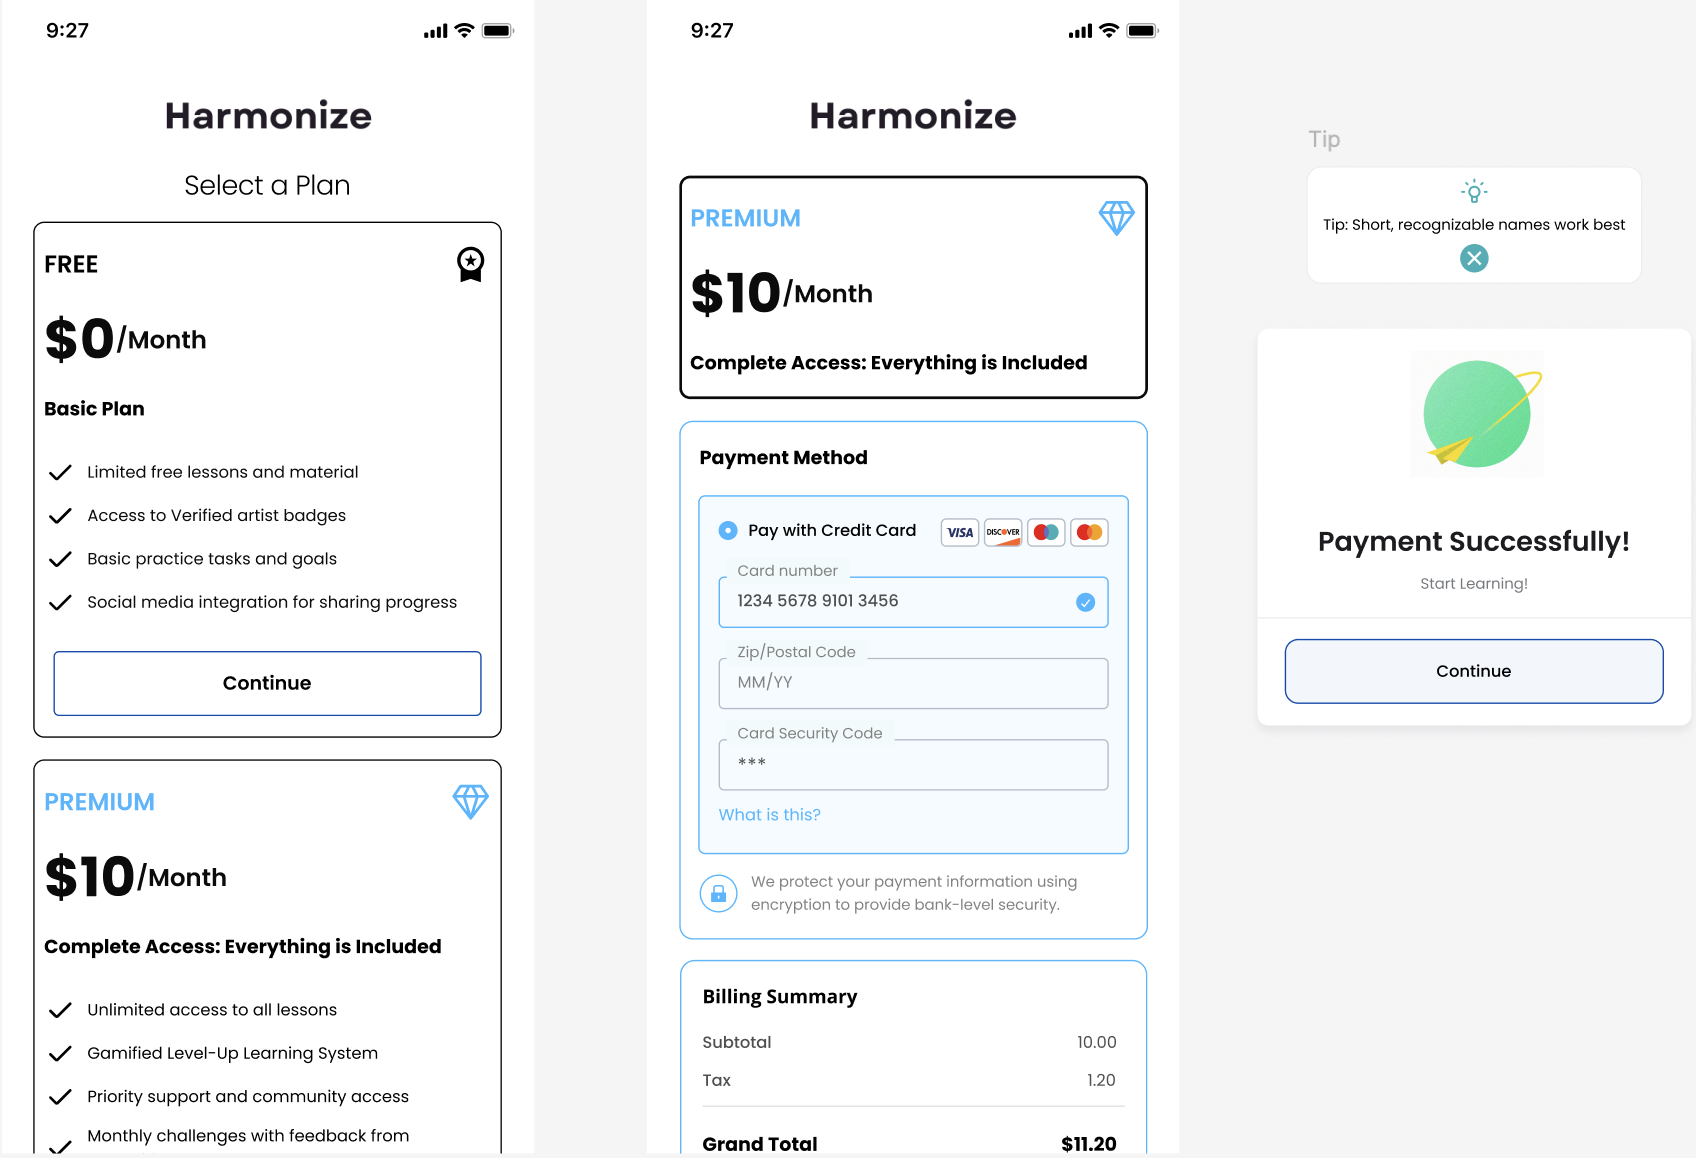 9:27
Harmonize
Select a Plan
FREE
$0/Month
Basic Plan
Limited free lessons and material
Access to Verified artist badges
Basic practice tasks and goals
Social media integration for sharing progress
Continue
PREMIUM
$10/Month
Complete Access: Everything is Included
Unlimited access to all lessons
Gamified Level-Up Learning System
Priority support and community access
Monthly challenges with feedback from
9:27
Harmonize
PREMIUM
$10/Month
Complete Access: Everything is Included
Payment Method
Pay with Credit Card
VISA
DISCOVER
Card number
1234 5678 9101 3456
Zip/Postal Code
MM/YY
Card Security Code
***
What is this?
We protect your payment information using
encryption to provide bank-level security.
Billing Summary
Subtotal 10.00
Tax 1.20
Grand Total $11.20
Tip
Tip: Short, recognizable names work best
Payment Successfully!
Start Learning!
Continue